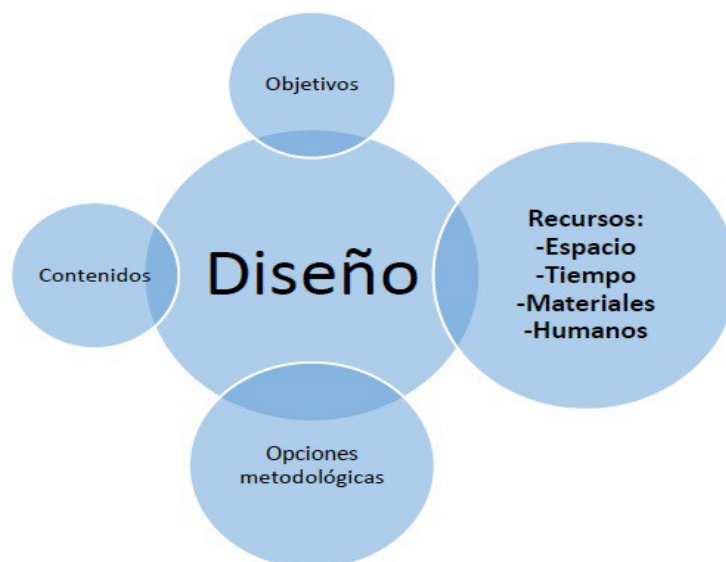 Objetivos
Contenidos
Diseño
Recursos:
-Espacio
-Tiempo
-Materiales
-Humanos
Opciones
metodológicas